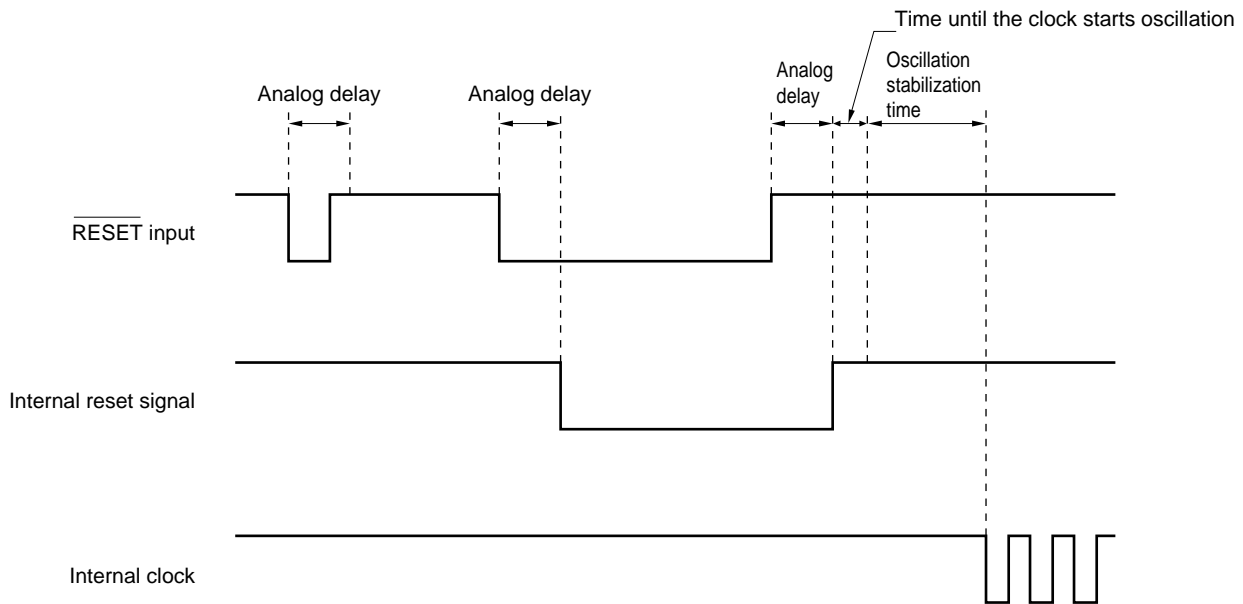 Time until the clock starts oscillation
Analog delay
Analog delay
Analog
delay
Oscillation
stabilization
time
RESET input
Internal reset signal
Internal clock